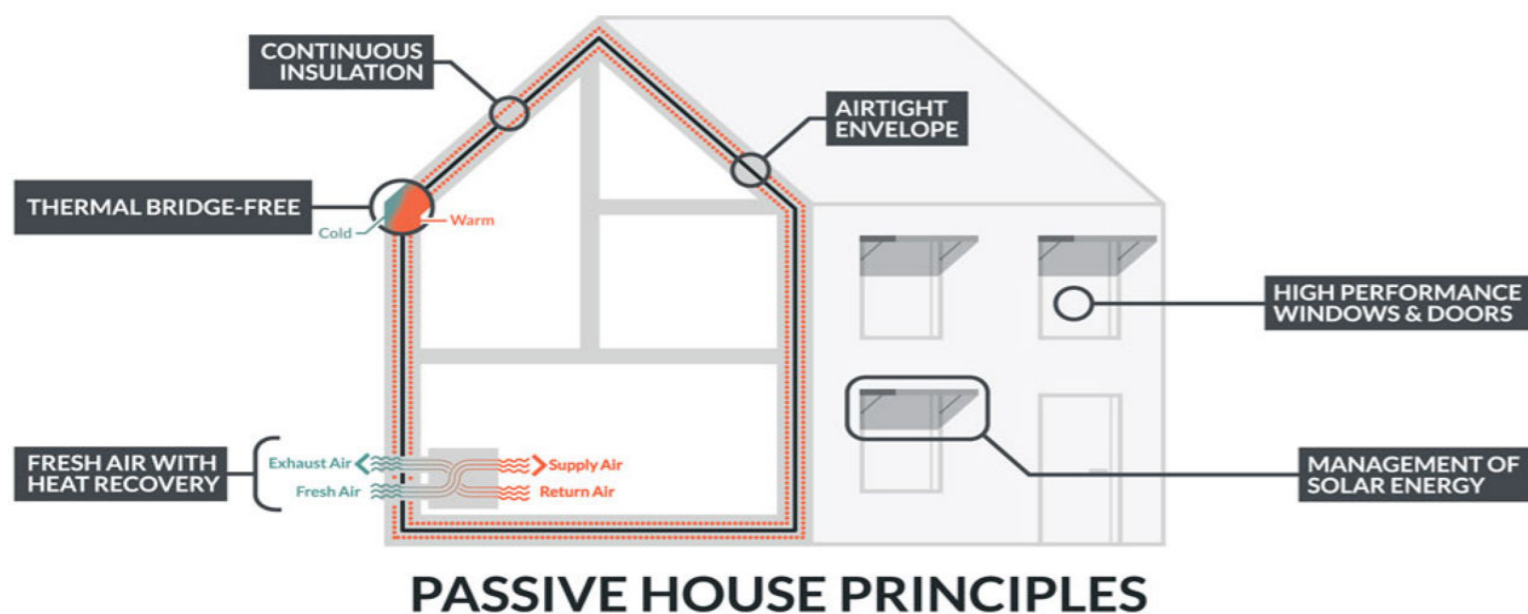 CONTINUOUS
INSULATION
AIRTIGHT
ENVELOPE
THERMAL BRIDGE-FREE
Cold
Warm
HIGH PERFORMANCE
WINDOWS & DOORS
FRESH AIR WITH
HEAT RECOVERY
Exhaust Air
Supply Air
Fresh Air
Return Air
MANAGEMENT OF
SOLAR ENERGY
PASSIVE HOUSE PRINCIPLES